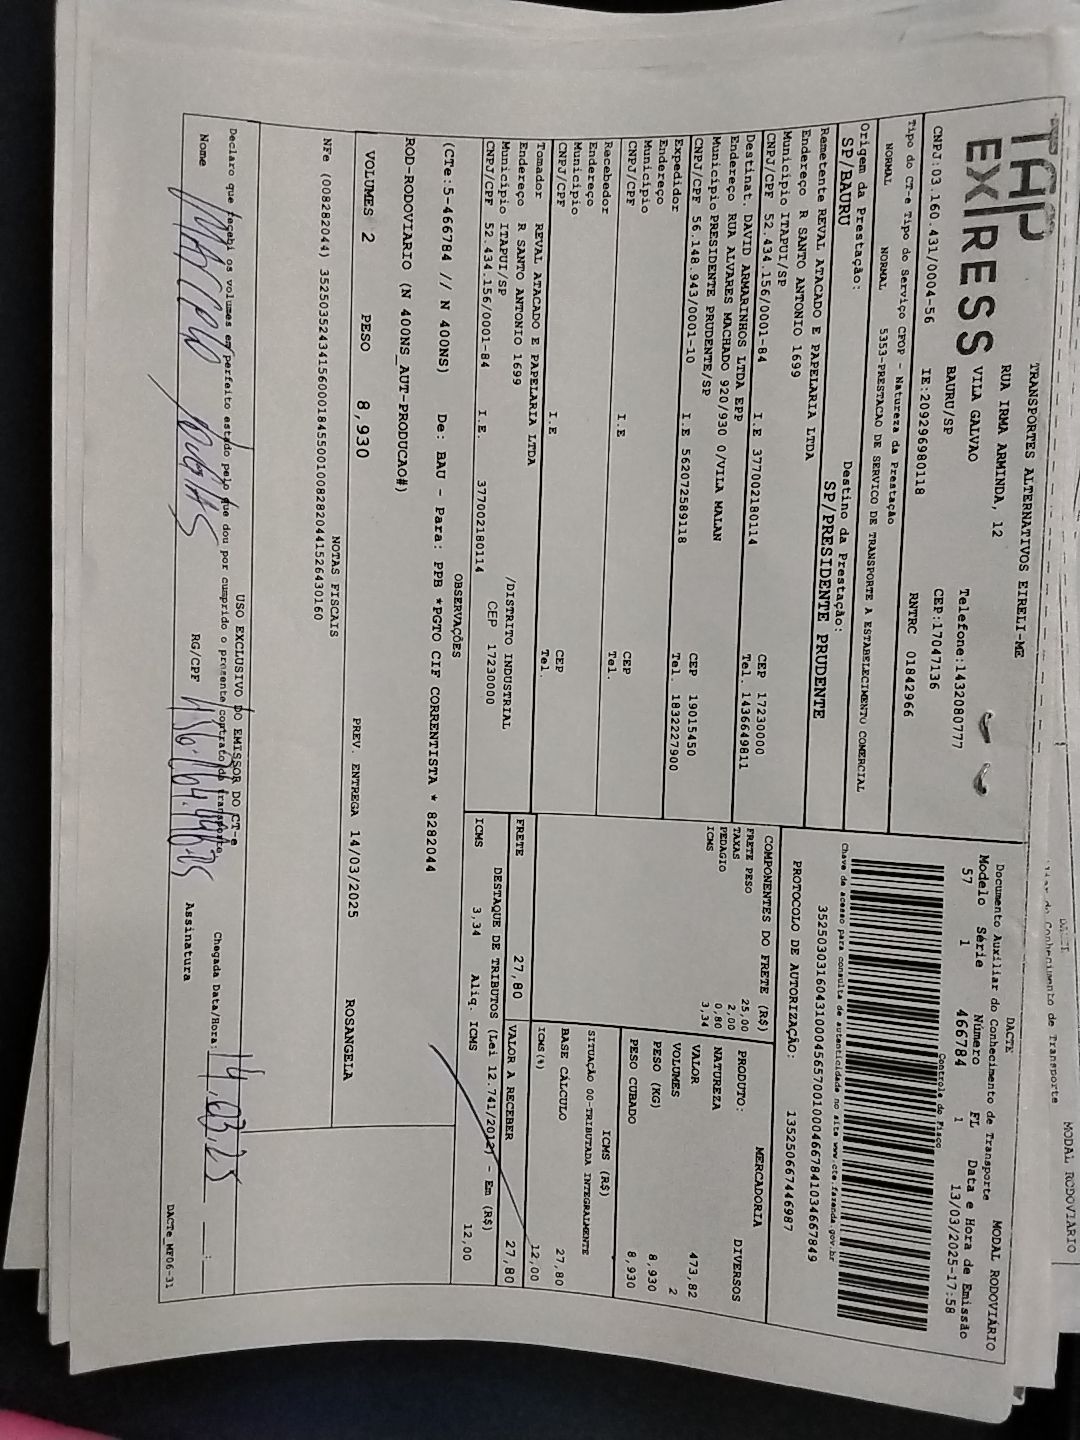 TAP
EX/RESS
TRANSPORTES ALTERNATIVOS EIRELI-ME
RUA IRMA ARMINDA, 12
VILA GALVAO
BAURU/SP
Telefone:1432080777
CEP:17047136
CNPJ.03.160.431/0004-56 IE:209296980118 RNTRC 01842966
DACTE MODAL RODOVIÁRIO
Documento Auxiliar do Conhecimento de Transporte
Modelo Série Número FL Data e Hora de Emissão
57 1 466784 1 13/03/2025-17:58
Controle do Fisco
Chave de acesso para consulta de autenticidade no site www.cte.fazenda.gov.br
35250303160431000456570010004667841034667849
PROTOCOLO DE AUTORIZAÇÃO: 135250667446987
Tipo do CT-e Tipo do Serviço CFOP - Natureza da Prestação
NORMAL NORMAL 5353-PRESTACAO DE SERVICO DE TRANSPORTE A ESTABELECIMENTO COMERCIAL
Origem da Prestação: Destino da Prestação:
SP/BAURU SP/PRESIDENTE PRUDENTE
Remetente REVAL ATACADO E PAPELARIA LTDA
Endereço R SANTO ANTONIO 1699
Município ITAPUI/SP CEP 17230000
CNPJ/CPF 52.434.156/0001-84 I.E 377002180114 Tel. 1436649811
Destinat. DAVID ARMARINHOS LTDA EPP
Endereço RUA ALVARES MACHADO 920/930 0/VILA MALAN
Município PRESIDENTE PRUDENTE/SP CEP 19015450
CNPJ/CPF 56.148.943/0001-10 I.E 562072589118 Tel. 1832227900
Expedidor
Endereço
Município CEP
CNPJ/CPF I.E Tel.
Recebedor
Endereço
Município CEP
CNPJ/CPF I.E Tel.
Tomador REVAL ATACADO E PAPELARIA LTDA
Endereço R SANTO ANTONIO 1699 /DISTRITO INDUSTRIAL
Município ITAPUI/SP CEP 17230000
CNPJ/CPF 52.434.156/0001-84 I.E. 377002180114
COMPONENTES DO FRETE (R$)
FRETE PESO 25,00
TAXAS 2,00
PEDAGIO 0,80
ICMS 3,34
MERCADORIA
PRODUTO: DIVERSOS
NATUREZA
VALOR 473,82
VOLUMES 2
PESO (KG) 8,930
PESO CUBADO 8,930
ICMS (R$)
SITUAÇÃO 00-TRIBUTADA INTEGRALMENTE
BASE CÁLCULO 27,80
ICMS(%) 12,00
FRETE 27,80 VALOR A RECEBER 27,80
DESTAQUE DE TRIBUTOS (Lei 12.741/2012) - Em (R$)
ICMS 3,34 Aliq. ICMS 12,00
OBSERVAÇÕES
(CTe:5-466784 // N 400NS) De: BAU - Para: PPB *PGTO CIF CORRENTISTA * 8282044
ROD-RODOVIARIO (N 400NS_AUT-PRODUCAO#)
VOLUMES 2 PESO 8,930 PREV. ENTREGA 14/03/2025 ROSANGELA
NOTAS FISCAIS
NFe (008282044) 35250352434156000184550010082820441526430160
USO EXCLUSIVO DO EMISSOR DO CT-e
Declaro que recebi os volumes em perfeito estado pelo que dou por cumprido o presente contrato de transporte
Chegada Data/Hora: 14,03,25 :
Nome RG/CPF Assinatura
DACTe_MF06-31
MODAL RODOVIARIO